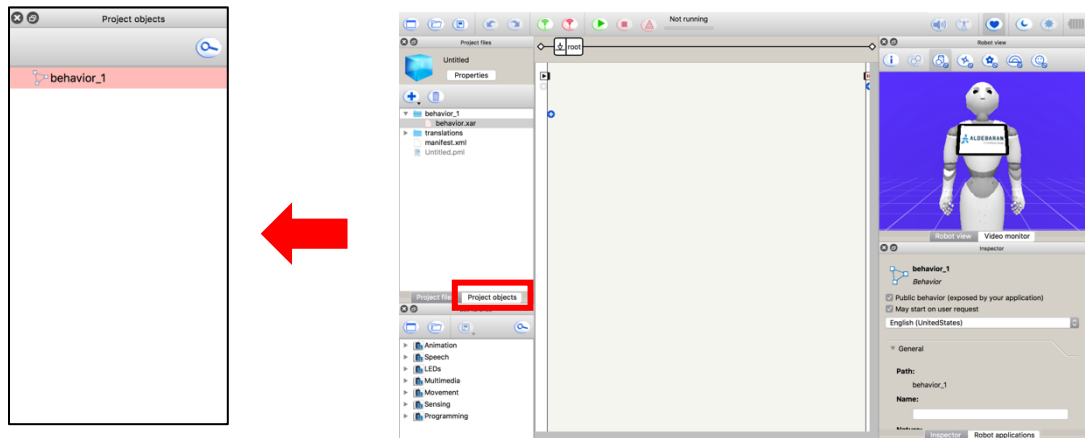 Project objects
behavior_1
Not running
Project files
root
Robot view
Untitled
Properties
behavior_1
behavior.xar
translations
manifest.xml
Untitled.pml
ALDEBARAN
Robot view
Video monitor
Inspector
behavior_1
Behavior
Public behavior (exposed by your application)
May start on user request
English (UnitedStates)
General
Path:
behavior_1
Name:
Inspector
Robot applications
Project objects
Animation
Speech
LEDs
Multimedia
Movement
Sensing
Programming